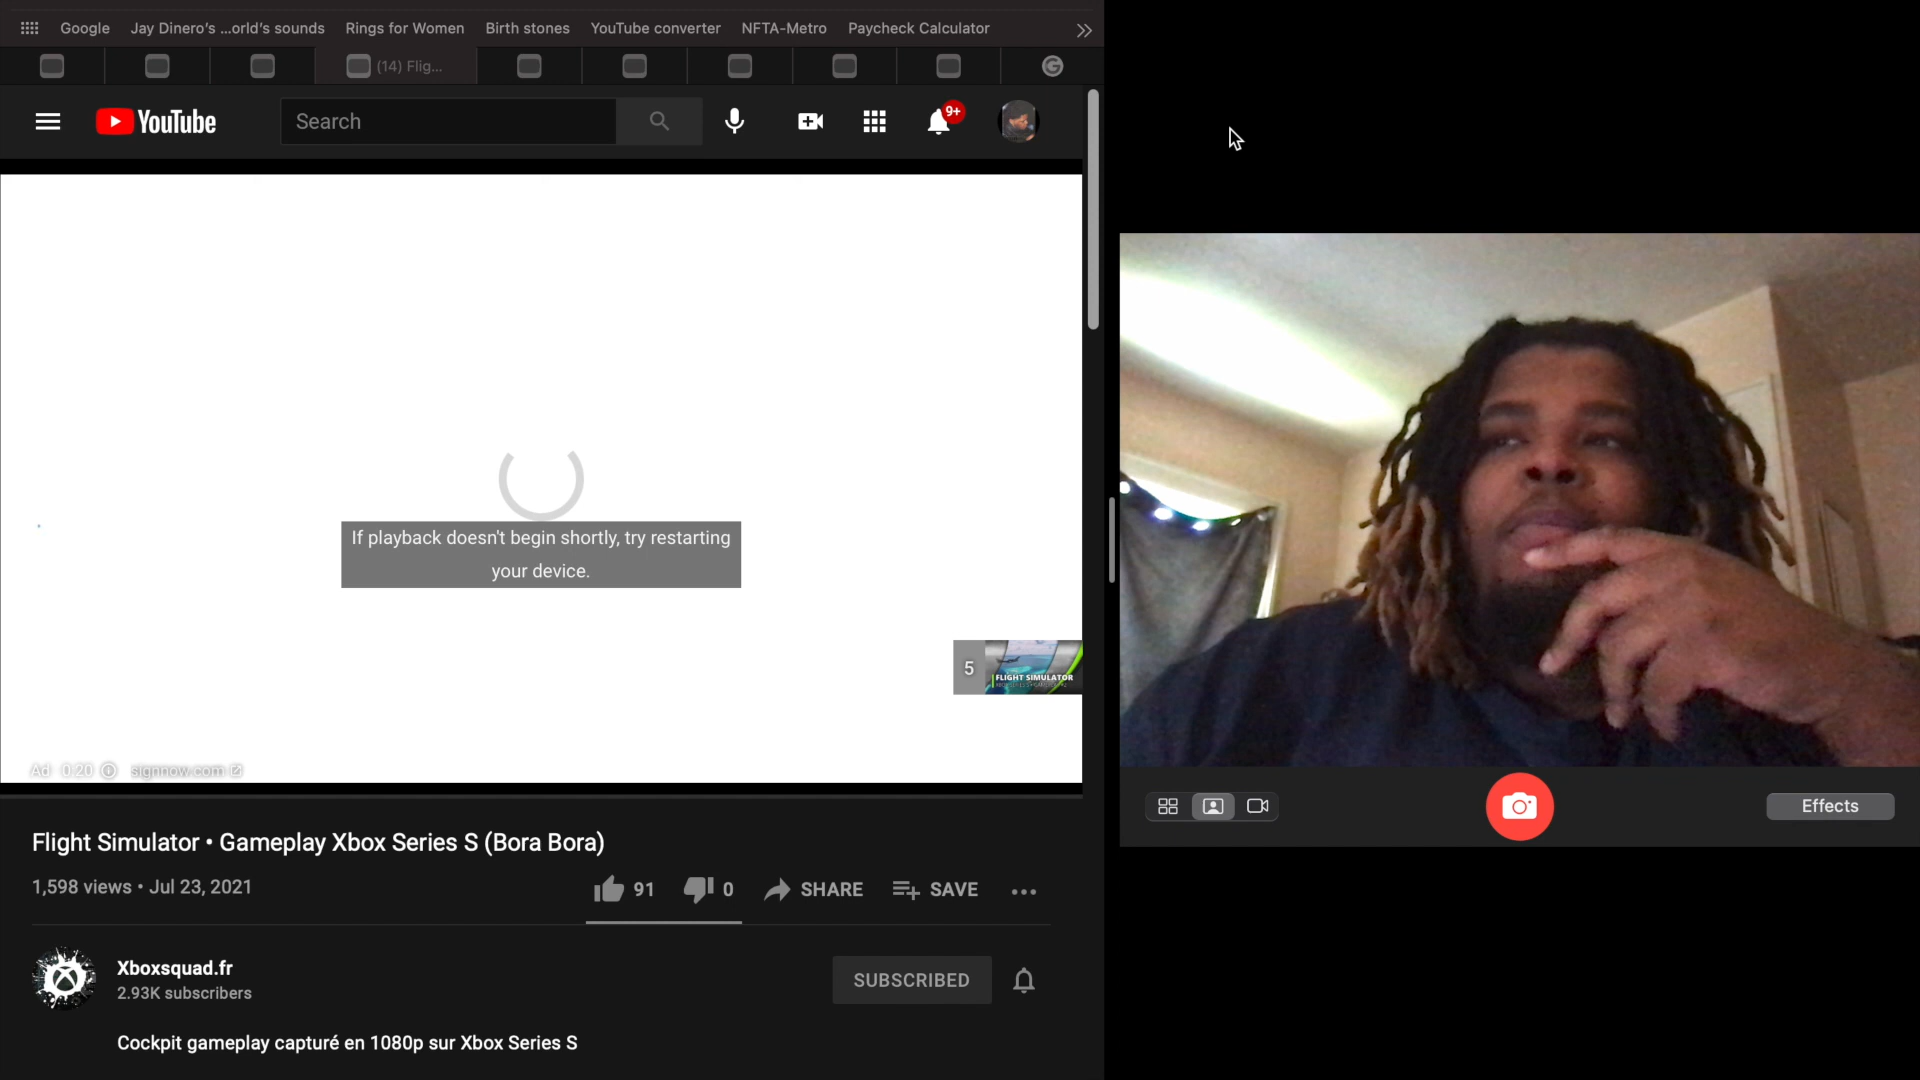 Google Jay Dinero's ...orld's sounds Rings for Women Birth stones YouTube converter NFTA-Metro Paycheck Calculator
(14) Flig...
YouTube Search 9+
If playback doesn't begin shortly, try restarting
your device.
5
FLIGHT SIMULATOR
Ad · 0:20 signnow.com
Effects
Flight Simulator • Gameplay Xbox Series S (Bora Bora)
1,598 views • Jul 23, 2021
91 0 SHARE SAVE
Xboxsquad.fr
2.93K subscribers
SUBSCRIBED
Cockpit gameplay capturé en 1080p sur Xbox Series S